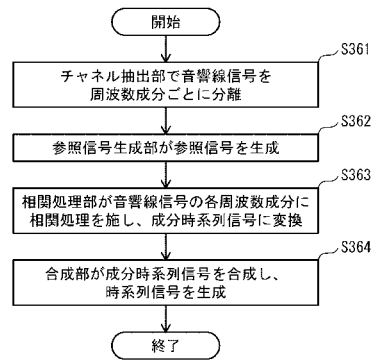 開始
S361
チャネル抽出部で音響線信号を
周波数成分ごとに分離
S362
参照信号生成部が参照信号を生成
S363
相関処理部が音響線信号の各周波数成分に
相関処理を施し、成分時系列信号に変換
S364
合成部が成分時系列信号を合成し、
時系列信号を生成
終了